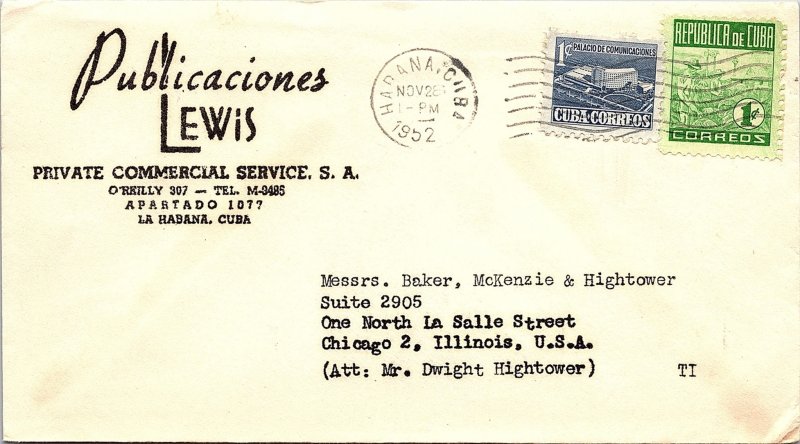 Publicaciones
LEWIS
PRIVATE COMMERCIAL SERVICE, S. A.
O'REILLY 307 — TEL. M-9485
APARTADO 1077
LA HABANA, CUBA
HABANA, CUBA
NOV 28
1-PM
1952
1¢ PALACIO DE COMUNICACIONES
CUBA CORREOS
REPUBLICA DE CUBA
1¢
CORREOS
Messrs. Baker, McKenzie & Hightower
Suite 2905
One North La Salle Street
Chicago 2, Illinois, U.S.A.
(Att: Mr. Dwight Hightower) TI